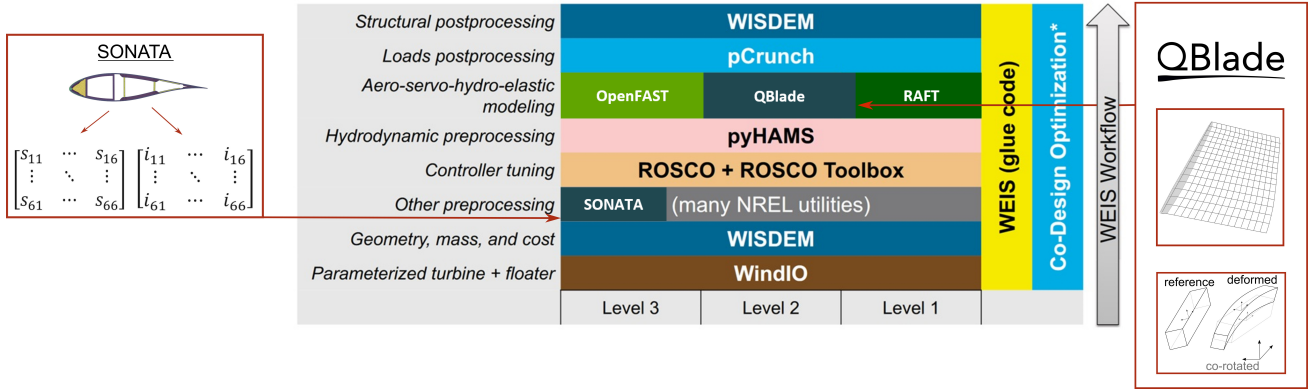 SONATA
s11 ⋯ s16
⋮ ⋱ ⋮
s61 ⋯ s66
i11 ⋯ i16
⋮ ⋱ ⋮
i61 ⋯ i66
Structural postprocessing
WISDEM
Loads postprocessing
pCrunch
Aero-servo-hydro-elastic
modeling
OpenFAST
QBlade
RAFT
Hydrodynamic preprocessing
pyHAMS
Controller tuning
ROSCO + ROSCO Toolbox
Other preprocessing
SONATA
(many NREL utilities)
Geometry, mass, and cost
WISDEM
Parameterized turbine + floater
WindIO
Level 3
Level 2
Level 1
WEIS (glue code)
Co-Design Optimization*
WEIS Workflow
QBlade
reference
deformed
co-rotated